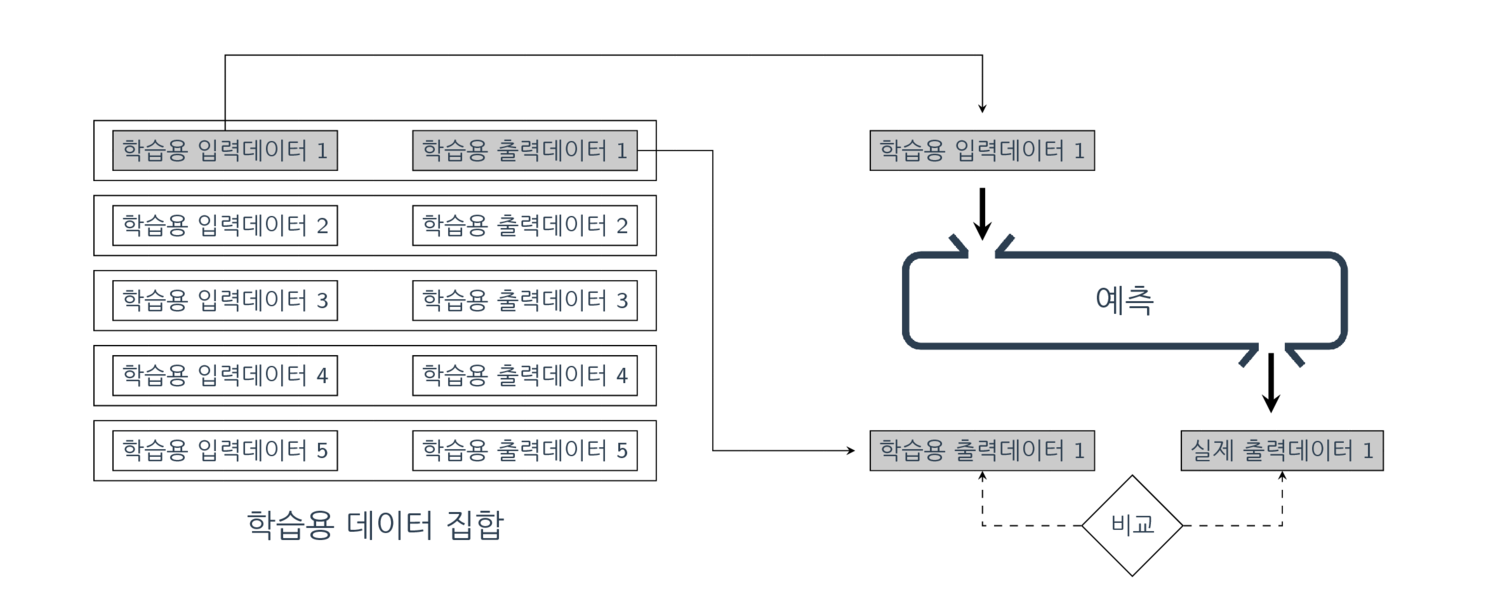 학습용 입력데이터 1
학습용 출력데이터 1
학습용 입력데이터 2
학습용 출력데이터 2
학습용 입력데이터 3
학습용 출력데이터 3
학습용 입력데이터 4
학습용 출력데이터 4
학습용 입력데이터 5
학습용 출력데이터 5
학습용 데이터 집합
학습용 입력데이터 1
예측
학습용 출력데이터 1
실제 출력데이터 1
비교